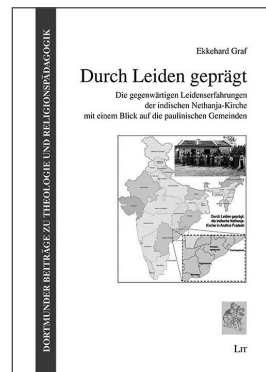 DORTMUNDER BEITRÄGE ZU THEOLOGIE UND RELIGIONSPÄDAGOGIK
Ekkehard Graf
Durch Leiden geprägt
Die gegenwärtigen Leidenserfahrungen
der indischen Nethanja-Kirche
mit einem Blick auf die paulinischen Gemeinden
Durch Leiden geprägt:
die indische Nethanja-
Kirche in Andhra Pradesh
LIT